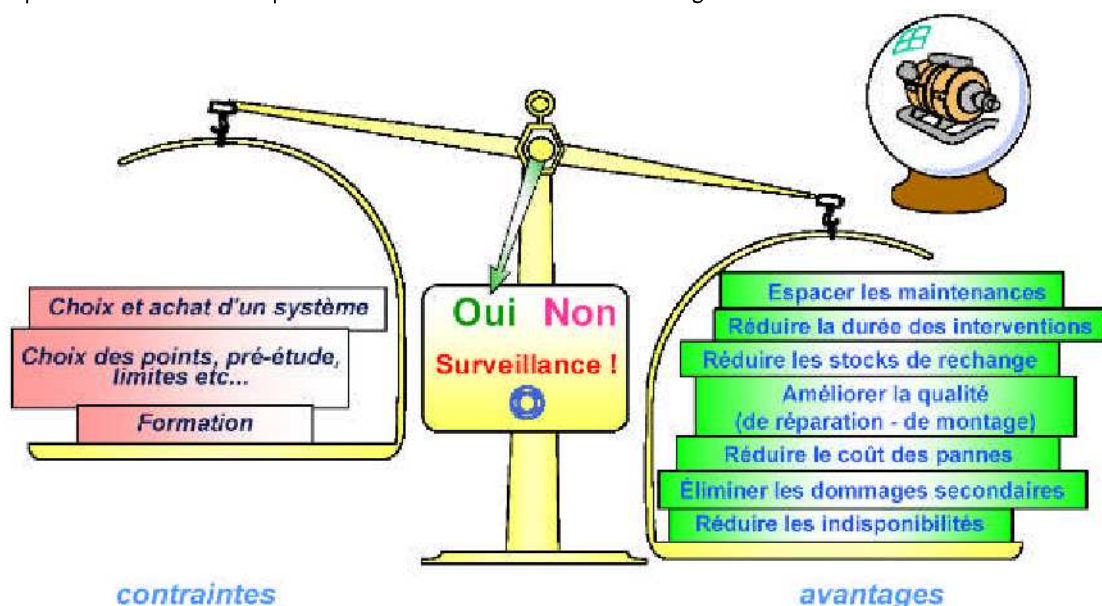 Choix et achat d'un système
Choix des points, pré-étude,
limites etc...
Formation
Oui Non
Surveillance !
Espacer les maintenances
Réduire la durée des interventions
Réduire les stocks de rechange
Améliorer la qualité
(de réparation - de montage)
Réduire le coût des pannes
Éliminer les dommages secondaires
Réduire les indisponibilités
contraintes
avantages